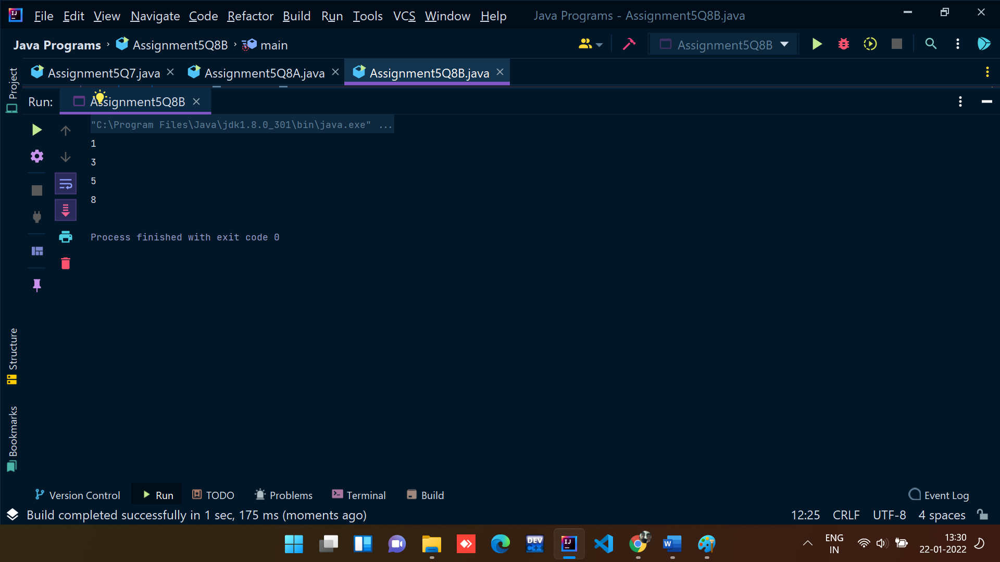 File Edit View Navigate Code Refactor Build Run Tools VCS Window Help Java Programs - Assignment5Q8B.java
Java Programs › Assignment5Q8B › main Assignment5Q8B
Project
Assignment5Q7.java Assignment5Q8A.java Assignment5Q8B.java
Run: Assignment5Q8B
"C:\Program Files\Java\jdk1.8.0_301\bin\java.exe" ...
1
3
5
8
Process finished with exit code 0
Structure
Bookmarks
Version Control Run TODO Problems Terminal Build Event Log
Build completed successfully in 1 sec, 175 ms (moments ago) 12:25 CRLF UTF-8 4 spaces
DEV C++ IJ W
ENG
IN
13:30
22-01-2022